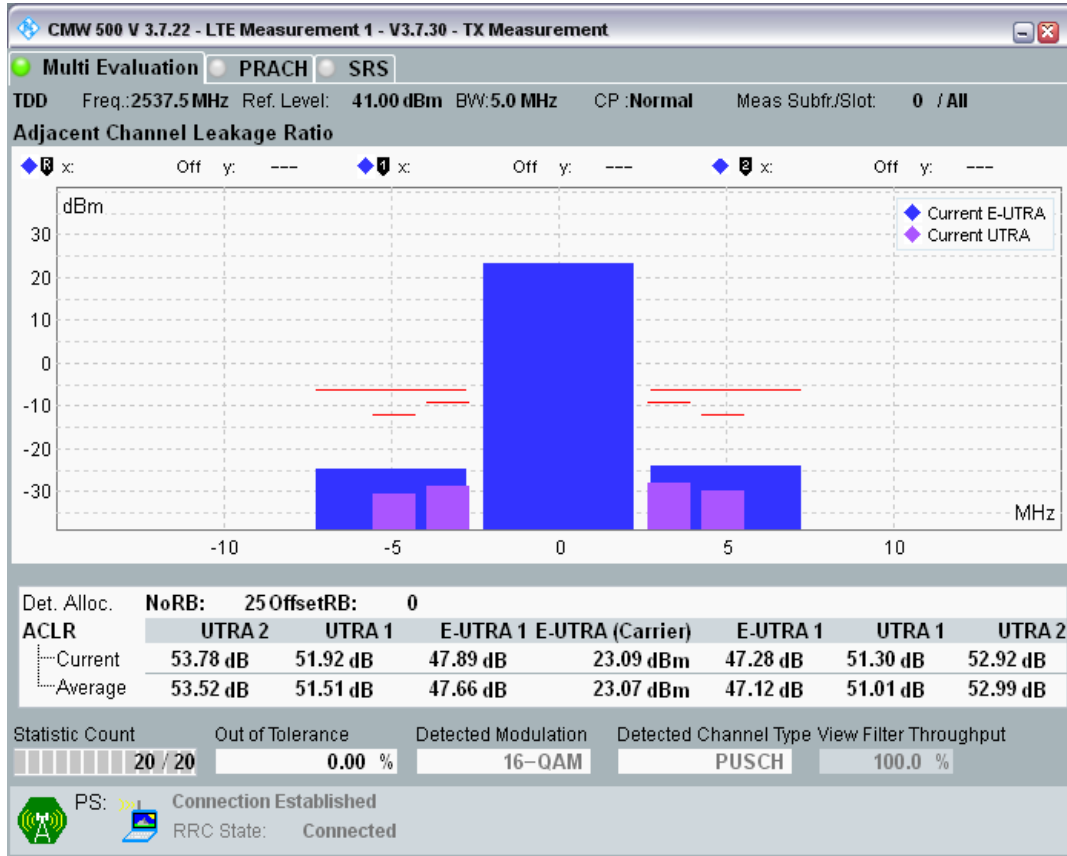 CMW 500 V 3.7.22 - LTE Measurement 1 - V3.7.30 - TX Measurement
Multi Evaluation PRACH SRS
TDD Freq.:2537.5 MHz Ref. Level: 41.00 dBm BW:5.0 MHz CP :Normal Meas Subfr./Slot: 0 / All
Adjacent Channel Leakage Ratio
R x: Off y: --- 1 x: Off y: --- 2 x: Off y: ---
dBm
Current E-UTRA
Current UTRA
30
20
10
0
-10
-20
-30
MHz
-10 -5 0 5 10
Det. Alloc. NoRB: 25 OffsetRB: 0
ACLR UTRA 2 UTRA 1 E-UTRA 1 E-UTRA (Carrier) E-UTRA 1 UTRA 1 UTRA 2
Current 53.78 dB 51.92 dB 47.89 dB 23.09 dBm 47.28 dB 51.30 dB 52.92 dB
Average 53.52 dB 51.51 dB 47.66 dB 23.07 dBm 47.12 dB 51.01 dB 52.99 dB
Statistic Count Out of Tolerance Detected Modulation Detected Channel Type View Filter Throughput
20 / 20 0.00 % 16-QAM PUSCH 100.0 %
PS: Connection Established
RRC State: Connected